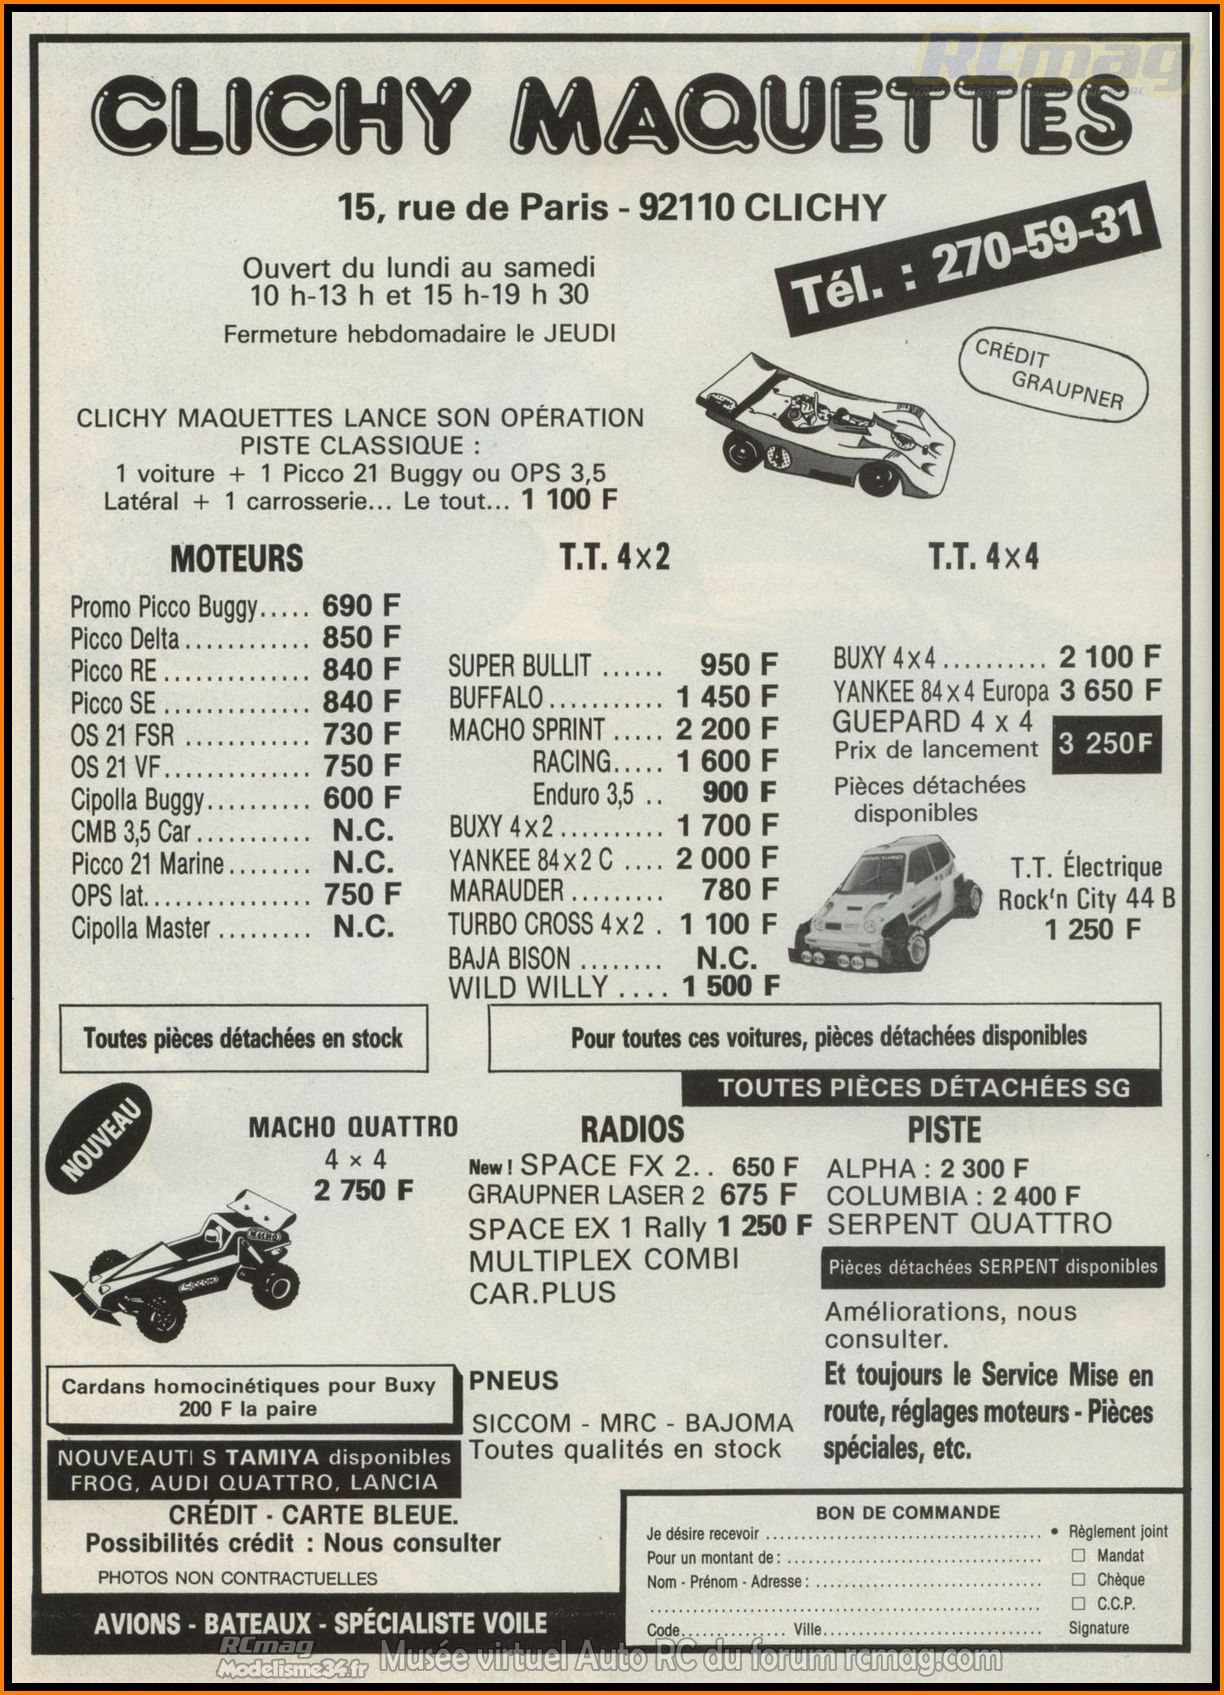 RCmag
CLICHY MAQUETTES
15, rue de Paris - 92110 CLICHY
Tél. : 270-59-31
Ouvert du lundi au samedi
10 h-13 h et 15 h-19 h 30
Fermeture hebdomadaire le JEUDI
CRÉDIT
GRAUPNER
CLICHY MAQUETTES LANCE SON OPÉRATION
PISTE CLASSIQUE :
1 voiture + 1 Picco 21 Buggy ou OPS 3,5
Latéral + 1 carrosserie... Le tout... 1 100 F
MOTEURS
Promo Picco Buggy..... 690 F
Picco Delta............ 850 F
Picco RE.............. 840 F
Picco SE.............. 840 F
OS 21 FSR ............ 730 F
OS 21 VF.............. 750 F
Cipolla Buggy.......... 600 F
CMB 3,5 Car........... N.C.
Picco 21 Marine........ N.C.
OPS lat................ 750 F
Cipolla Master ......... N.C.
T.T. 4×2
SUPER BULLIT ...... 950 F
BUFFALO........... 1 450 F
MACHO SPRINT ..... 2 200 F
RACING..... 1 600 F
Enduro 3,5 .. 900 F
BUXY 4×2.......... 1 700 F
YANKEE 84×2 C .... 2 000 F
MARAUDER ......... 780 F
TURBO CROSS 4×2 . 1 100 F
BAJA BISON ........ N.C.
WILD WILLY .... 1 500 F
T.T. 4×4
BUXY 4×4.......... 2 100 F
YANKEE 84×4 Europa 3 650 F
GUEPARD 4 x 4
Prix de lancement 3 250F
Pièces détachées
disponibles
T.T. Électrique
Rock'n City 44 B
1 250 F
Toutes pièces détachées en stock
Pour toutes ces voitures, pièces détachées disponibles
TOUTES PIÈCES DÉTACHÉES SG
NOUVEAU
MACHO QUATTRO
4 × 4
2 750 F
MACHO
SICCOM
RADIOS
New ! SPACE FX 2.. 650 F
GRAUPNER LASER 2 675 F
SPACE EX 1 Rally 1 250 F
MULTIPLEX COMBI
CAR.PLUS
PISTE
ALPHA : 2 300 F
COLUMBIA : 2 400 F
SERPENT QUATTRO
Pièces détachées SERPENT disponibles
Améliorations, nous
consulter.
Et toujours le Service Mise en
route, réglages moteurs - Pièces
spéciales, etc.
Cardans homocinétiques pour Buxy
200 F la paire
PNEUS
SICCOM - MRC - BAJOMA
Toutes qualités en stock
NOUVEAUTI S TAMIYA disponibles
FROG, AUDI QUATTRO, LANCIA
CRÉDIT - CARTE BLEUE.
Possibilités crédit : Nous consulter
PHOTOS NON CONTRACTUELLES
AVIONS - BATEAUX - SPÉCIALISTE VOILE
BON DE COMMANDE
Je désire recevoir ....................................... • Règlement joint
Pour un montant de : .................................... □ Mandat
Nom - Prénom - Adresse : ................................ □ Chèque
....................................................... □ C.C.P.
Code.............. Ville............................... Signature
RCmag
Modelisme34.fr
Musée virtuel Auto RC du forum rcmag.com